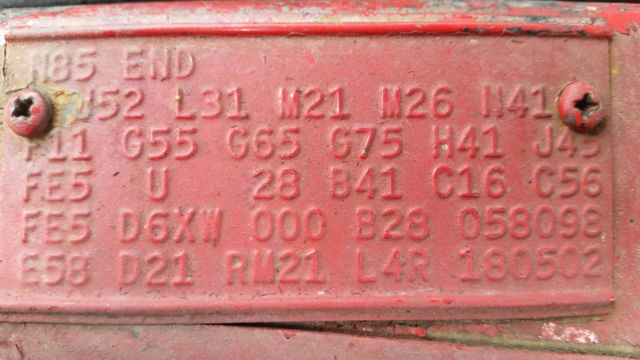 N85 END
J52 L31 M21 M26 N41
F11 G55 G65 G75 H41 J45
FE5 U 28 B41 C16 C56
FE5 D6XW 000 B28 058098
E58 D21 RM21 L4R 180502